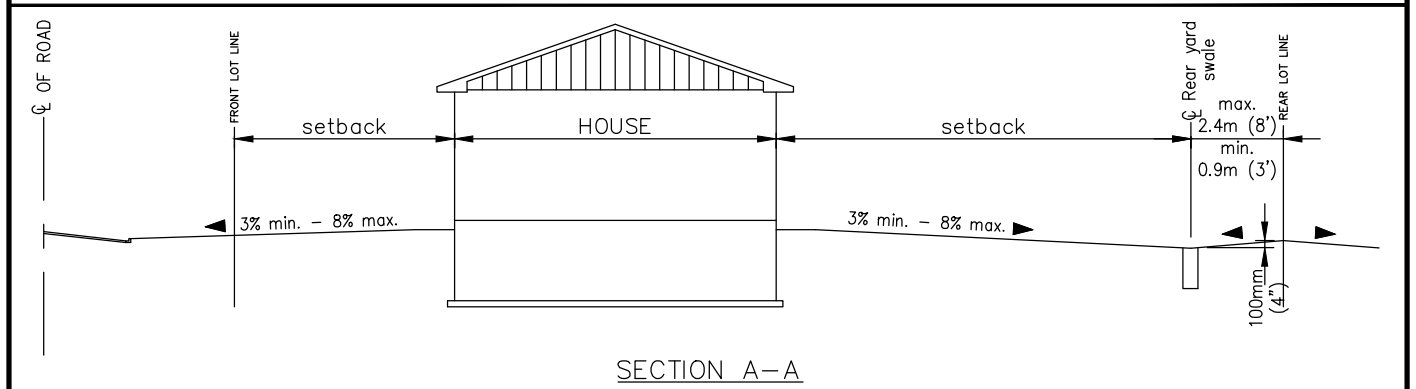 ℄ OF ROAD
FRONT LOT LINE
setback
HOUSE
setback
℄ Rear yard
swale
REAR LOT LINE
max.
2.4m (8')
min.
0.9m (3')
3% min. - 8% max.
3% min. - 8% max.
100mm
(4")
SECTION A-A